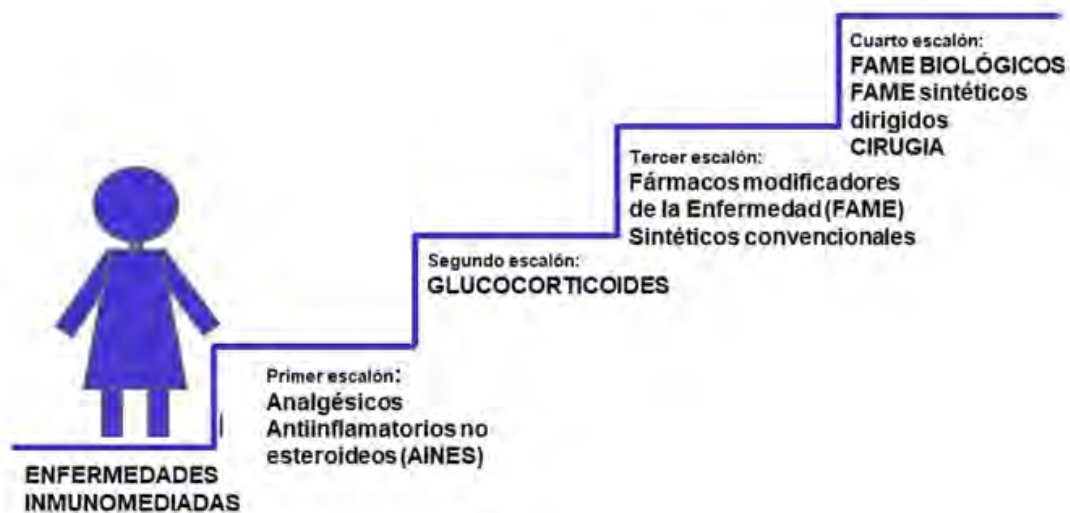 ENFERMEDADES
INMUNOMEDIADAS
Primer escalón:
Analgésicos
Antiinflamatorios no
esteroideos (AINES)
Segundo escalón:
GLUCOCORTICOIDES
Tercer escalón:
Fármacos modificadores
de la Enfermedad (FAME)
Sintéticos convencionales
Cuarto escalón:
FAME BIOLÓGICOS
FAME sintéticos
dirigidos
CIRUGIA